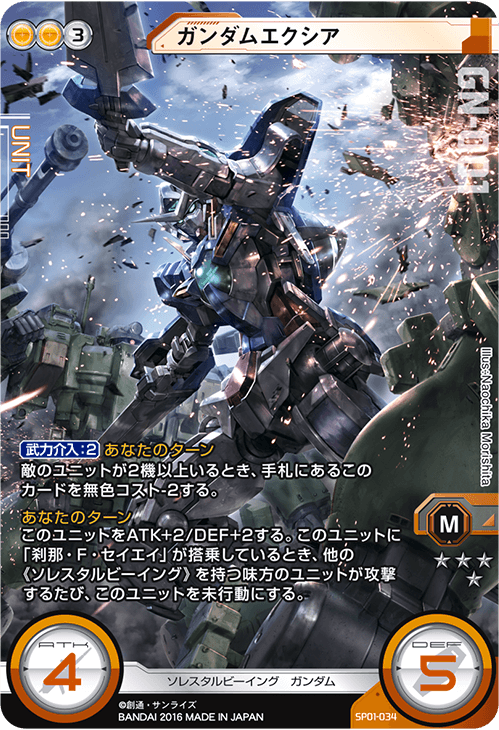 3
ガンダムエクシア
GN-001
UNIT
Illus:Naochika Morishita
武力介入:2 あなたのターン
敵のユニットが2機以上いるとき、手札にあるこの
カードを無色コスト-2する。
あなたのターン
このユニットをATK+2/DEF+2する。このユニットに
「刹那・F・セイエイ」が搭乗しているとき、他の
《ソレスタルビーイング》を持つ味方のユニットが攻撃
するたび、このユニットを未行動にする。
M
ATK
4
DEF
5
ソレスタルビーイング ガンダム
©創通・サンライズ
BANDAI 2016 MADE IN JAPAN
SP01-034